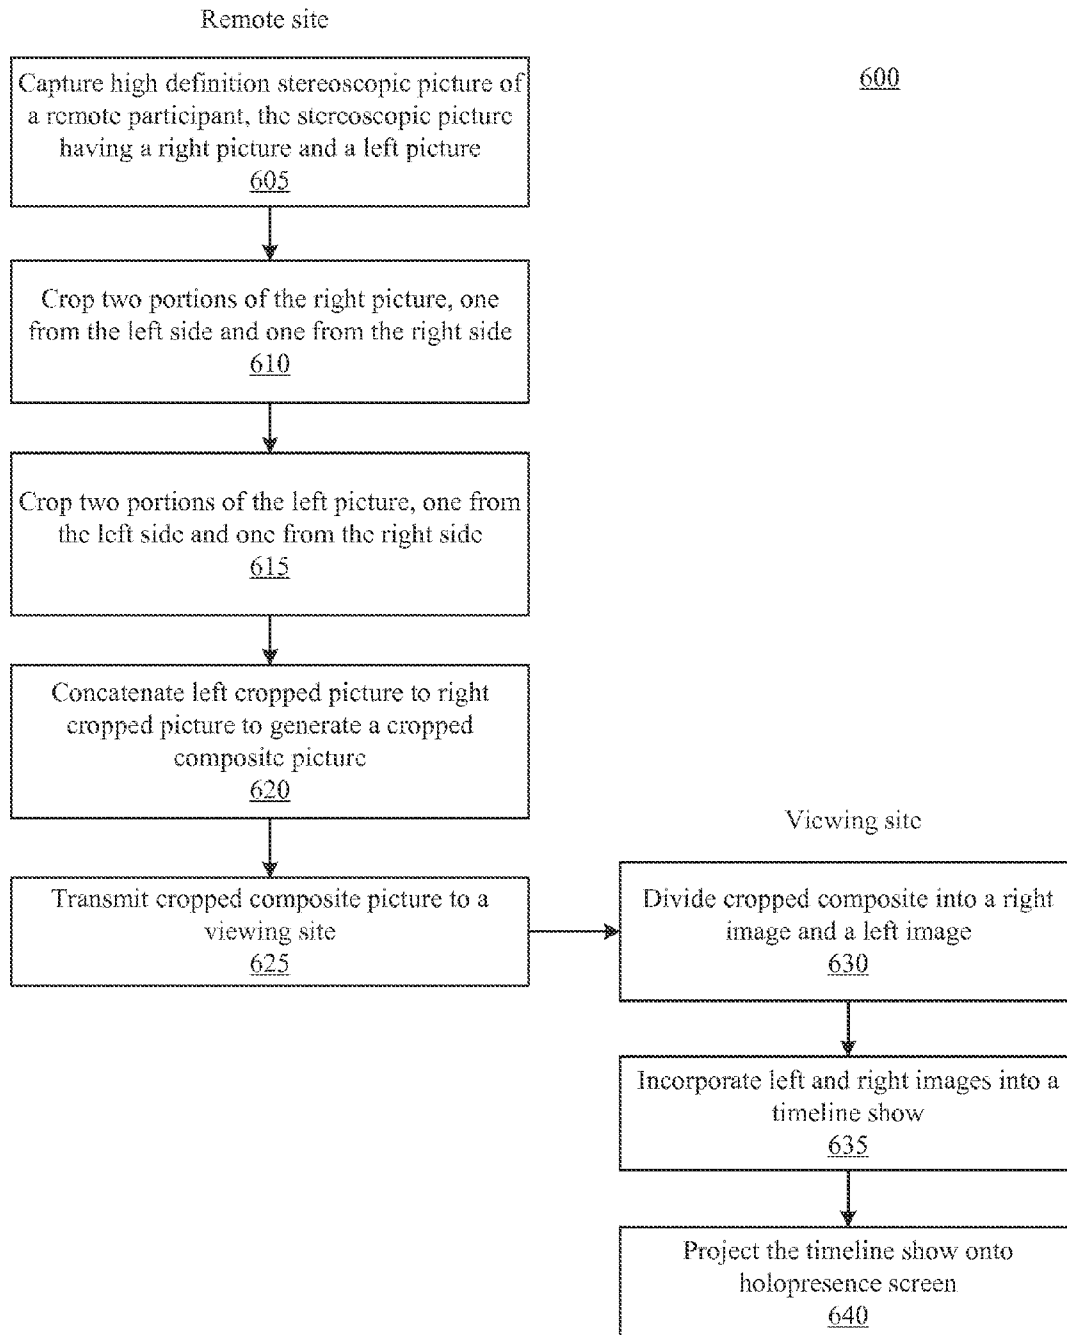 Remote site
600
Capture high definition stereoscopic picture of
a remote participant, the stereoscopic picture
having a right picture and a left picture
605
Crop two portions of the right picture, one
from the left side and one from the right side
610
Crop two portions of the left picture, one from
the left side and one from the right side
615
Concatenate left cropped picture to right
cropped picture to generate a cropped
composite picture
620
Transmit cropped composite picture to a
viewing site
625
Viewing site
Divide cropped composite into a right
image and a left image
630
Incorporate left and right images into a
timeline show
635
Project the timeline show onto
holopresence screen
640